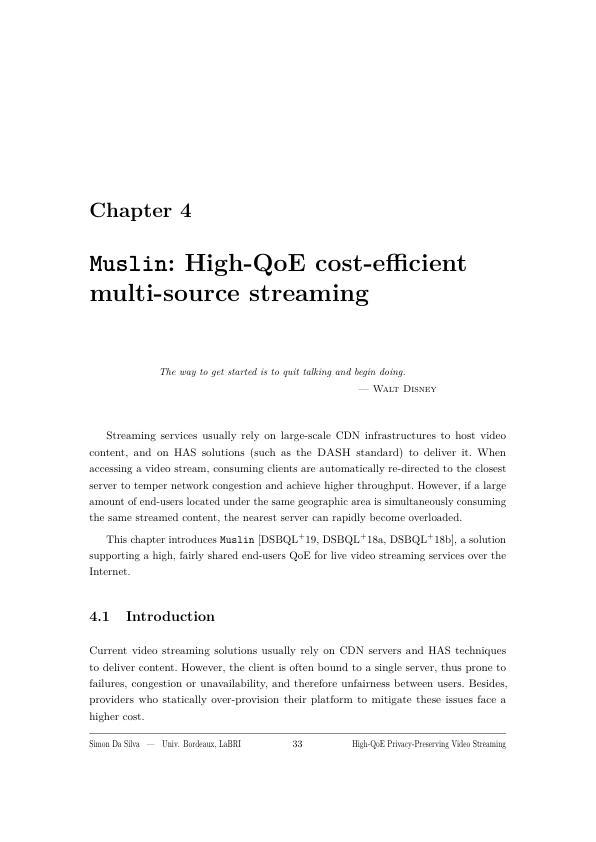 Chapter 4
Muslin: High-QoE cost-efficient
multi-source streaming
The way to get started is to quit talking and begin doing.
— Walt Disney
Streaming services usually rely on large-scale CDN infrastructures to host video
content, and on HAS solutions (such as the DASH standard) to deliver it. When
accessing a video stream, consuming clients are automatically re-directed to the closest
server to temper network congestion and achieve higher throughput. However, if a large
amount of end-users located under the same geographic area is simultaneously consuming
the same streamed content, the nearest server can rapidly become overloaded.
This chapter introduces Muslin [DSBQL+19, DSBQL+18a, DSBQL+18b], a solution
supporting a high, fairly shared end-users QoE for live video streaming services over the
Internet.
4.1 Introduction
Current video streaming solutions usually rely on CDN servers and HAS techniques
to deliver content. However, the client is often bound to a single server, thus prone to
failures, congestion or unavailability, and therefore unfairness between users. Besides,
providers who statically over-provision their platform to mitigate these issues face a
higher cost.
Simon Da Silva — Univ. Bordeaux, LaBRI 33 High-QoE Privacy-Preserving Video Streaming